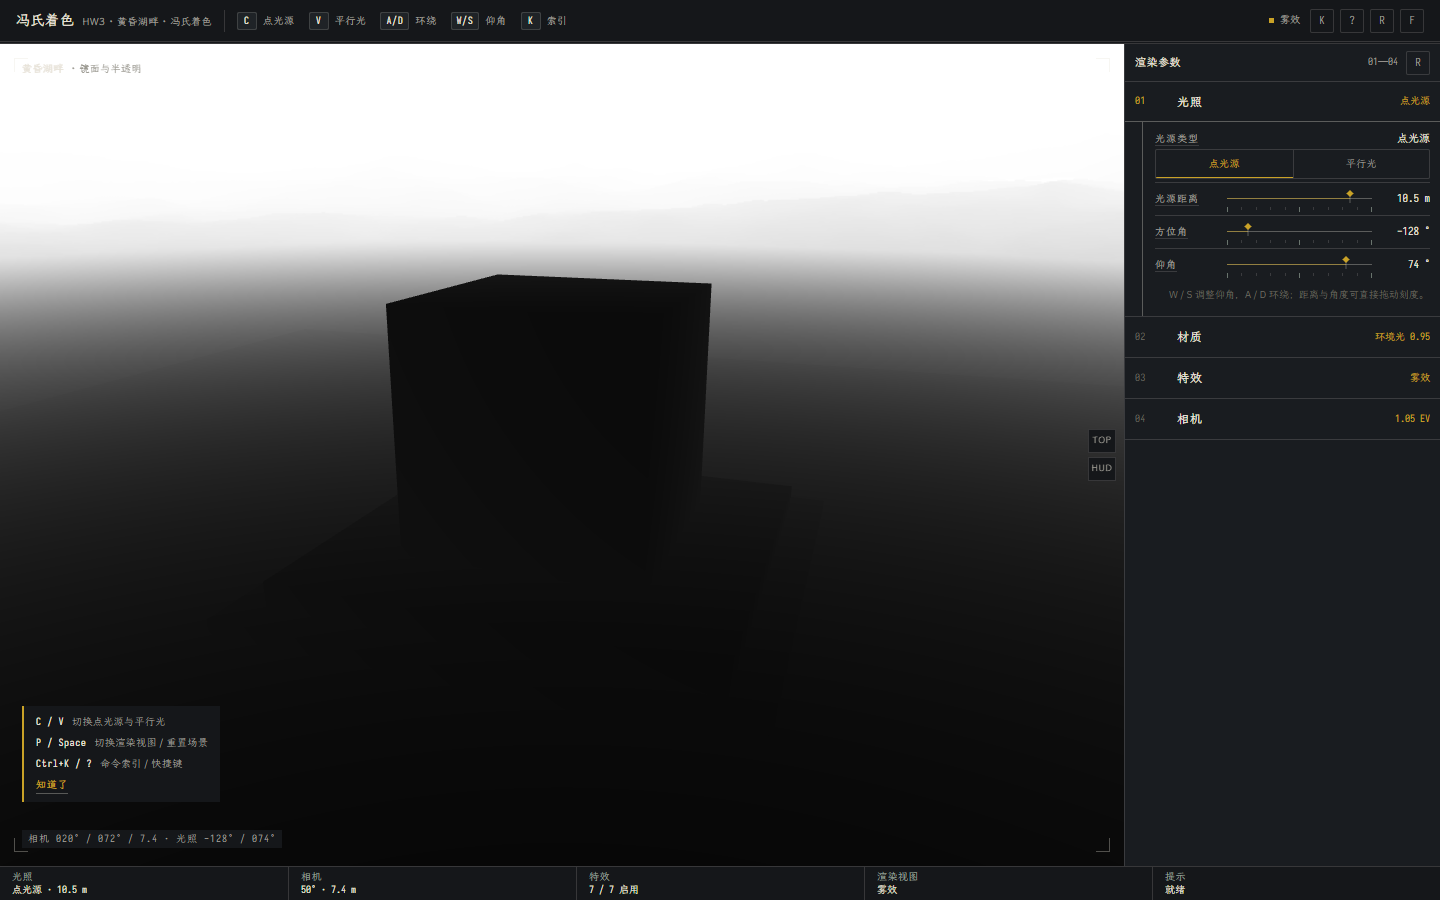 冯氏着色 HW3 · 黄昏湖畔 · 冯氏着色 C 点光源 V 平行光 A/D 环绕 W/S 仰角 K 索引 雾效 K ? R F
黄昏湖畔 · 镜面与半透明
渲染参数 01—04 R
01 光照 点光源
光源类型 点光源
点光源 平行光
光源距离 10.5 m
方位角 -128 °
仰角 74 °
W / S 调整仰角，A / D 环绕；距离与角度可直接拖动刻度。
02 材质 环境光 0.95
03 特效 雾效
04 相机 1.05 EV
TOP
HUD
C / V 切换点光源与平行光
P / Space 切换渲染视图 / 重置场景
Ctrl+K / ? 命令索引 / 快捷键
知道了
相机 020° / 072° / 7.4 · 光照 -128° / 074°
光照 相机 特效 渲染视图 提示
点光源 · 10.5 m 50° · 7.4 m 7 / 7 启用 雾效 就绪